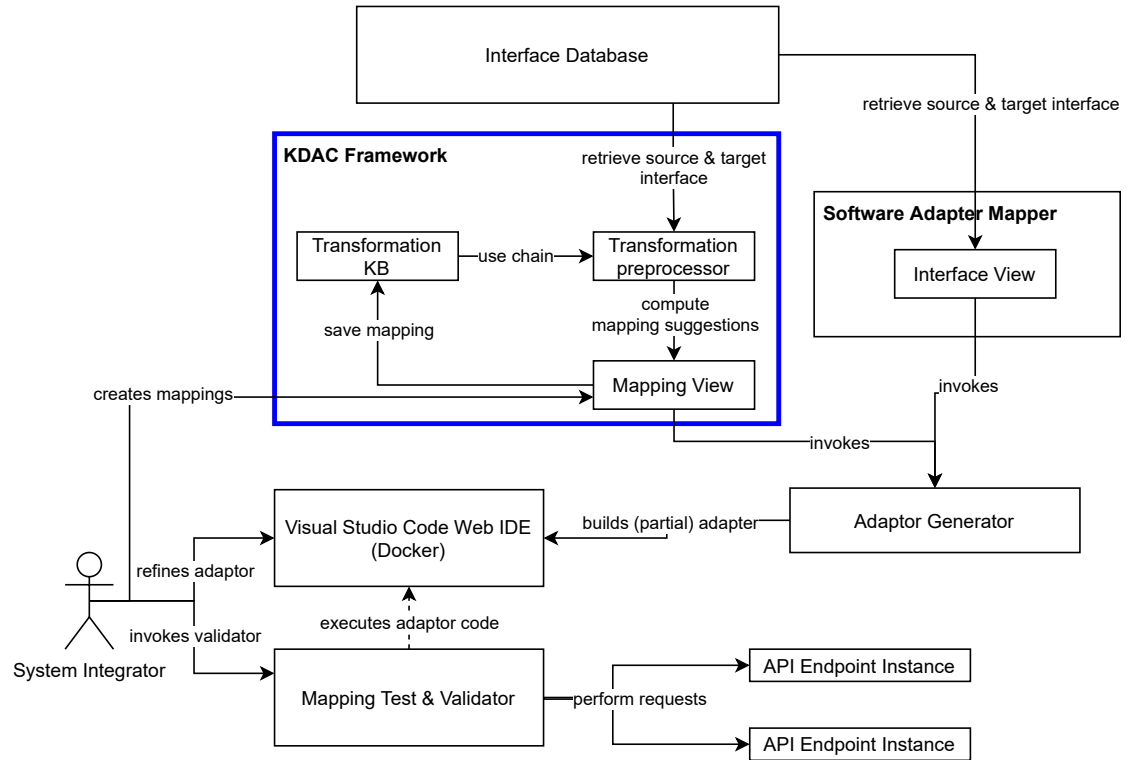 Interface Database
retrieve source & target interface
KDAC Framework
retrieve source & target
interface
Software Adapter Mapper
Transformation
KB
use chain
Transformation
preprocessor
Interface View
compute
mapping suggestions
save mapping
Mapping View
creates mappings
invokes
invokes
Visual Studio Code Web IDE
(Docker)
builds (partial) adapter
Adaptor Generator
refines adaptor
executes adaptor code
invokes validator
System Integrator
Mapping Test & Validator
perform requests
API Endpoint Instance
API Endpoint Instance